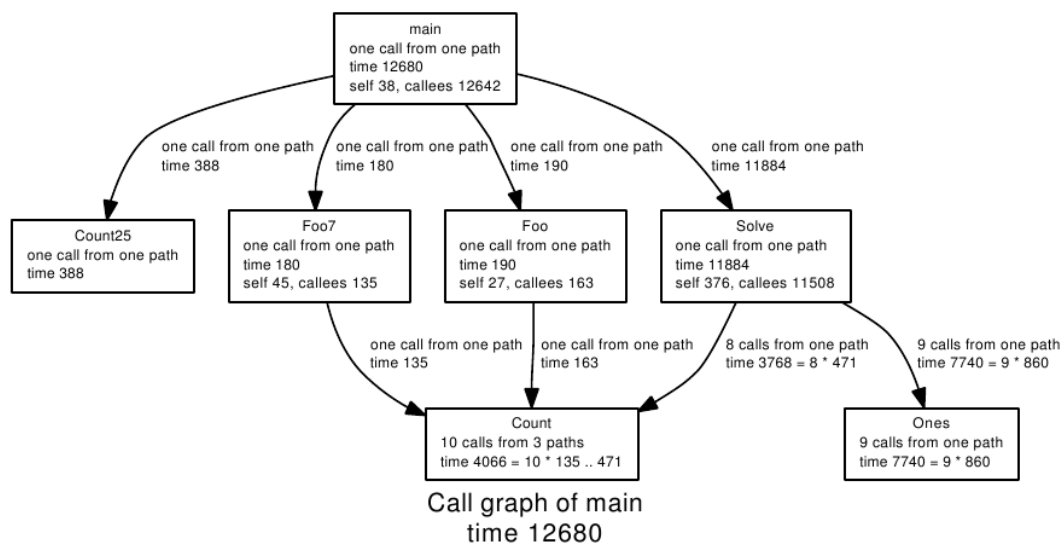 main
one call from one path
time 12680
self 38, callees 12642
one call from one path
time 388
one call from one path
time 180
one call from one path
time 190
one call from one path
time 11884
Count25
one call from one path
time 388
Foo7
one call from one path
time 180
self 45, callees 135
Foo
one call from one path
time 190
self 27, callees 163
Solve
one call from one path
time 11884
self 376, callees 11508
one call from one path
time 135
one call from one path
time 163
8 calls from one path
time 3768 = 8 * 471
9 calls from one path
time 7740 = 9 * 860
Count
10 calls from 3 paths
time 4066 = 10 * 135 .. 471
Ones
9 calls from one path
time 7740 = 9 * 860
Call graph of main
time 12680